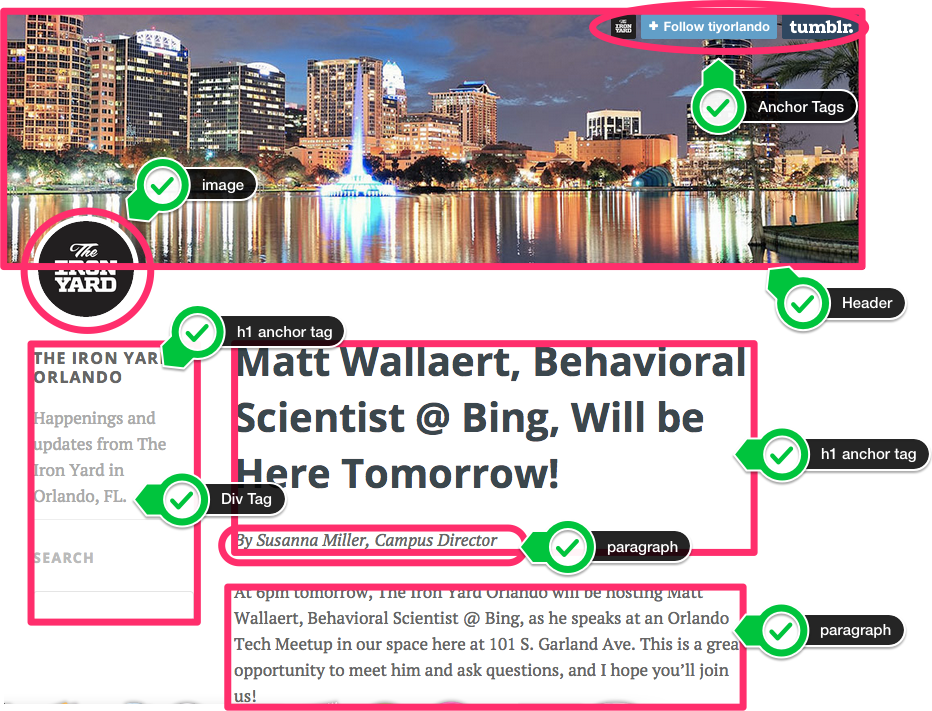 THE IRON YARD
+ Follow tiyorlando
tumblr.
Anchor Tags
image
The
IRON
YARD
Header
h1 anchor tag
THE IRON YAR
ORLANDO
Happenings and
updates from The
Iron Yard in
Orlando, FL.
Div Tag
SEARCH
Matt Wallaert, Behavioral
Scientist @ Bing, Will be
Here Tomorrow!
h1 anchor tag
By Susanna Miller, Campus Director
paragraph
At 6pm tomorrow, The Iron Yard Orlando will be hosting Matt
Wallaert, Behavioral Scientist @ Bing, as he speaks at an Orlando
Tech Meetup in our space here at 101 S. Garland Ave. This is a grea
opportunity to meet him and ask questions, and I hope you’ll join
us!
paragraph